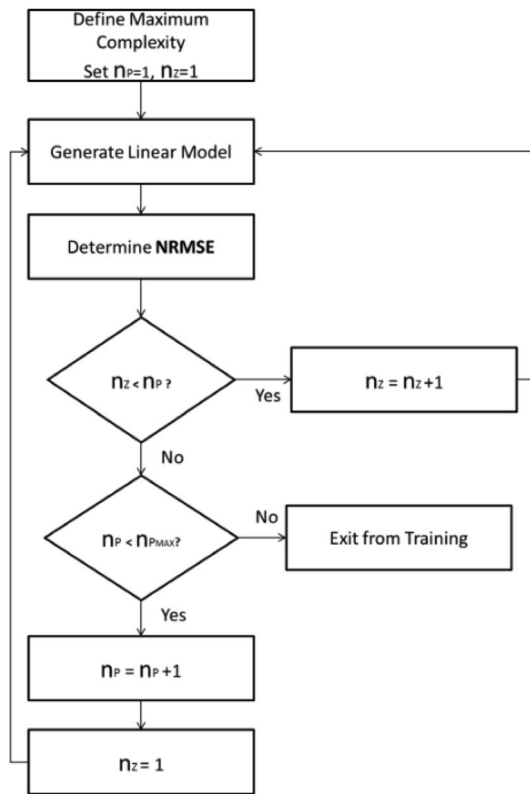 Define Maximum
Complexity
Set nP=1, nZ=1
Generate Linear Model
Determine NRMSE
nZ < nP ?
Yes
nZ = nZ +1
No
nP < nPMAX?
No
Exit from Training
Yes
nP = nP +1
nZ = 1